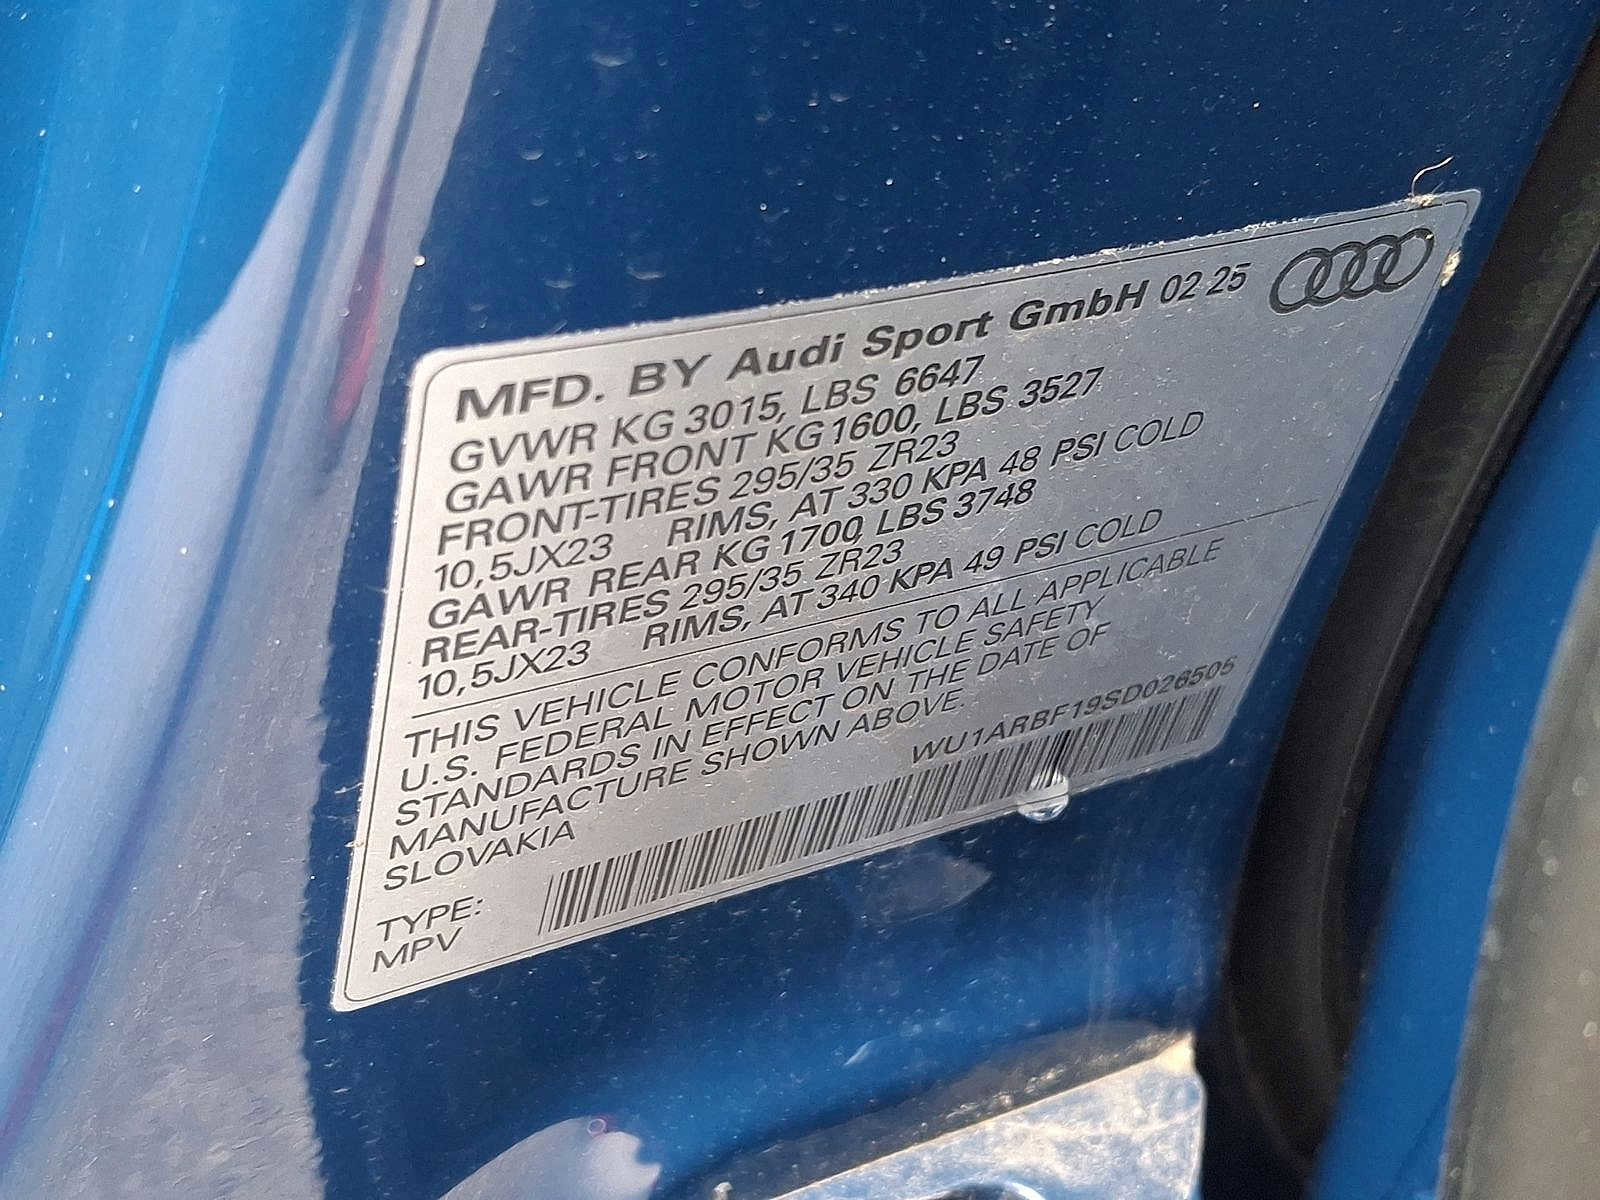 MFD. BY Audi Sport GmbH 02 25
GVWR KG 3015, LBS 6647
GAWR FRONT KG 1600, LBS 3527
FRONT-TIRES 295/35 ZR23
10,5JX23 RIMS, AT 330 KPA 48 PSI COLD
GAWR REAR KG 1700, LBS 3748
REAR-TIRES 295/35 ZR23
10,5JX23 RIMS, AT 340 KPA 49 PSI COLD
THIS VEHICLE CONFORMS TO ALL APPLICABLE
U.S. FEDERAL MOTOR VEHICLE SAFETY
STANDARDS IN EFFECT ON THE DATE OF
MANUFACTURE SHOWN ABOVE.
SLOVAKIA
WU1ARBF19SD026505
TYPE:
MPV